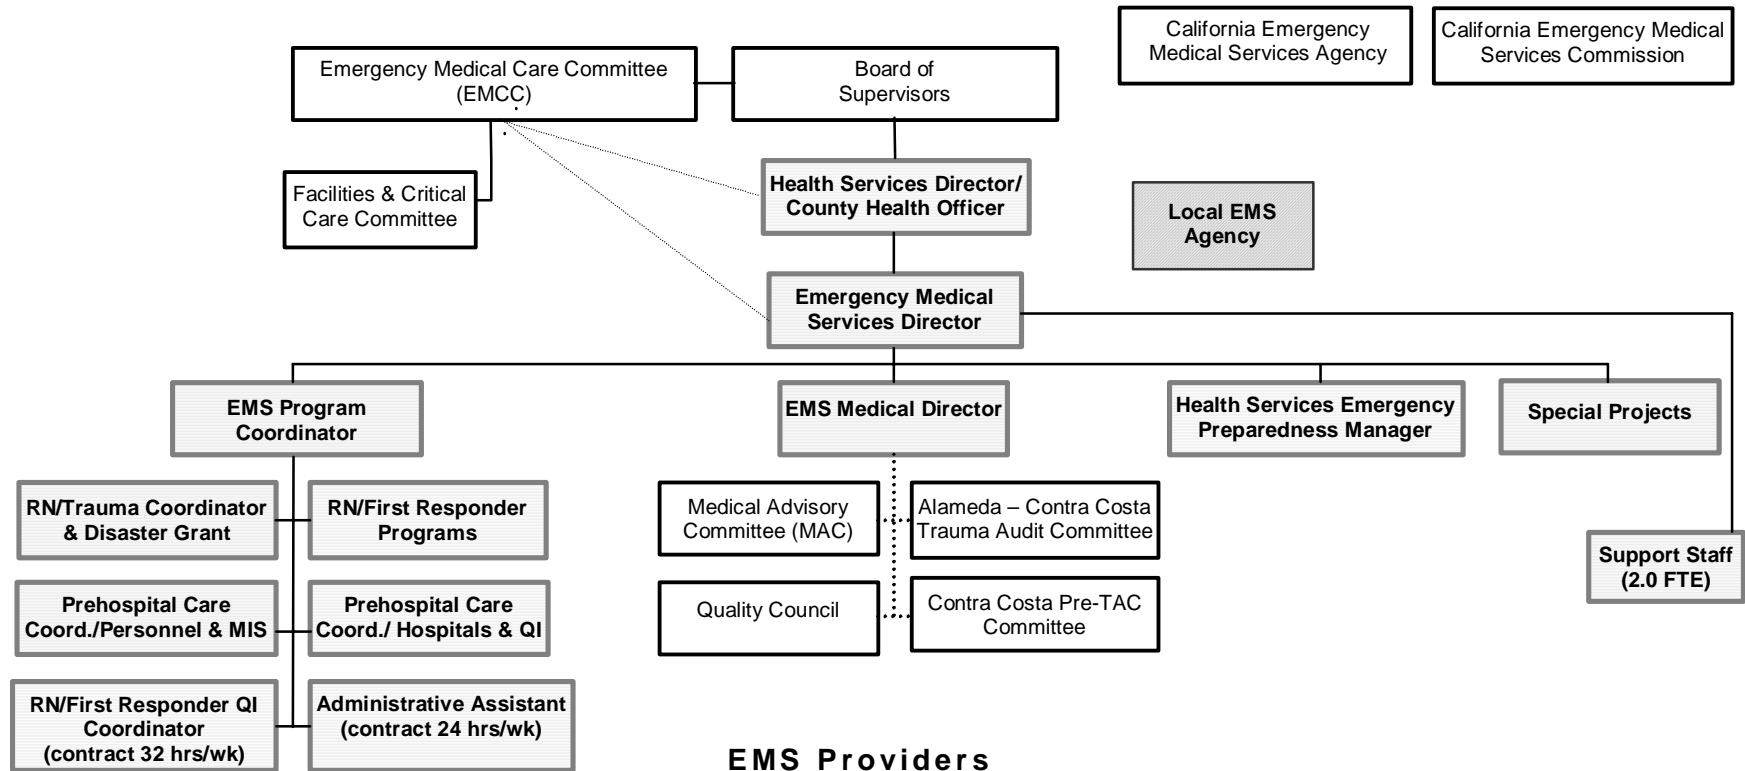 California Emergency
Medical Services Agency
California Emergency Medical
Services Commission
Emergency Medical Care Committee
(EMCC)
Board of
Supervisors
Facilities & Critical
Care Committee
Health Services Director/
County Health Officer
Local EMS
Agency
Emergency Medical
Services Director
EMS Program
Coordinator
EMS Medical Director
Health Services Emergency
Preparedness Manager
Special Projects
RN/Trauma Coordinator
& Disaster Grant
RN/First Responder
Programs
Medical Advisory
Committee (MAC)
Alameda – Contra Costa
Trauma Audit Committee
Support Staff
(2.0 FTE)
Prehospital Care
Coord./Personnel & MIS
Prehospital Care
Coord./ Hospitals & QI
Quality Council
Contra Costa Pre-TAC
Committee
RN/First Responder QI
Coordinator
(contract 32 hrs/wk)
Administrative Assistant
(contract 24 hrs/wk)
EMS Providers